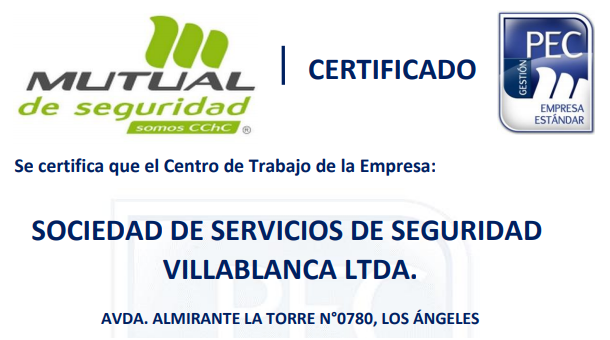 MUTUAL
de seguridad
somos CChC ®
CERTIFICADO
PEC
GESTIÓN
EMPRESA
ESTÁNDAR
Se certifica que el Centro de Trabajo de la Empresa:
SOCIEDAD DE SERVICIOS DE SEGURIDAD
VILLABLANCA LTDA.
AVDA. ALMIRANTE LA TORRE N°0780, LOS ÁNGELES
PEC